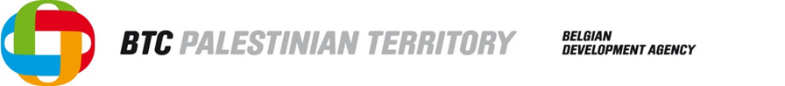 BTC PALESTINIAN TERRITORY
BELGIAN
DEVELOPMENT AGENCY